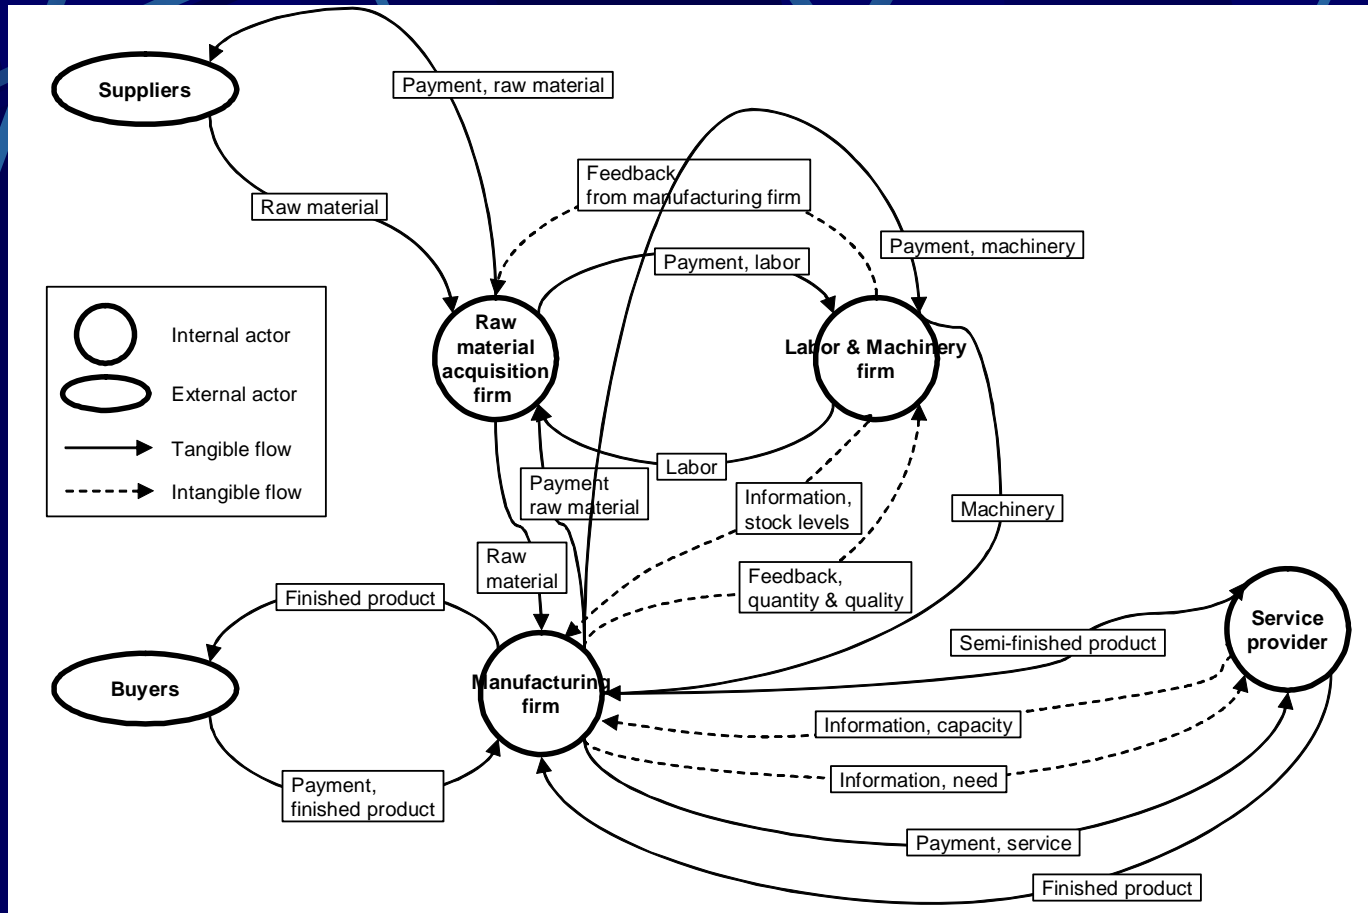 Suppliers
Payment, raw material
Raw material
Feedback,
from manufacturing firm
Payment, machinery
Payment, labor
Internal actor
External actor
Tangible flow
Intangible flow
Raw
material
acquisition
firm
Labor & Machinery
firm
Labor
Payment
raw material
Information,
stock levels
Machinery
Raw
material
Feedback,
quantity & quality
Finished product
Semi-finished product
Service
provider
Buyers
Manufacturing
firm
Information, capacity
Information, need
Payment,
finished product
Payment, service
Finished product